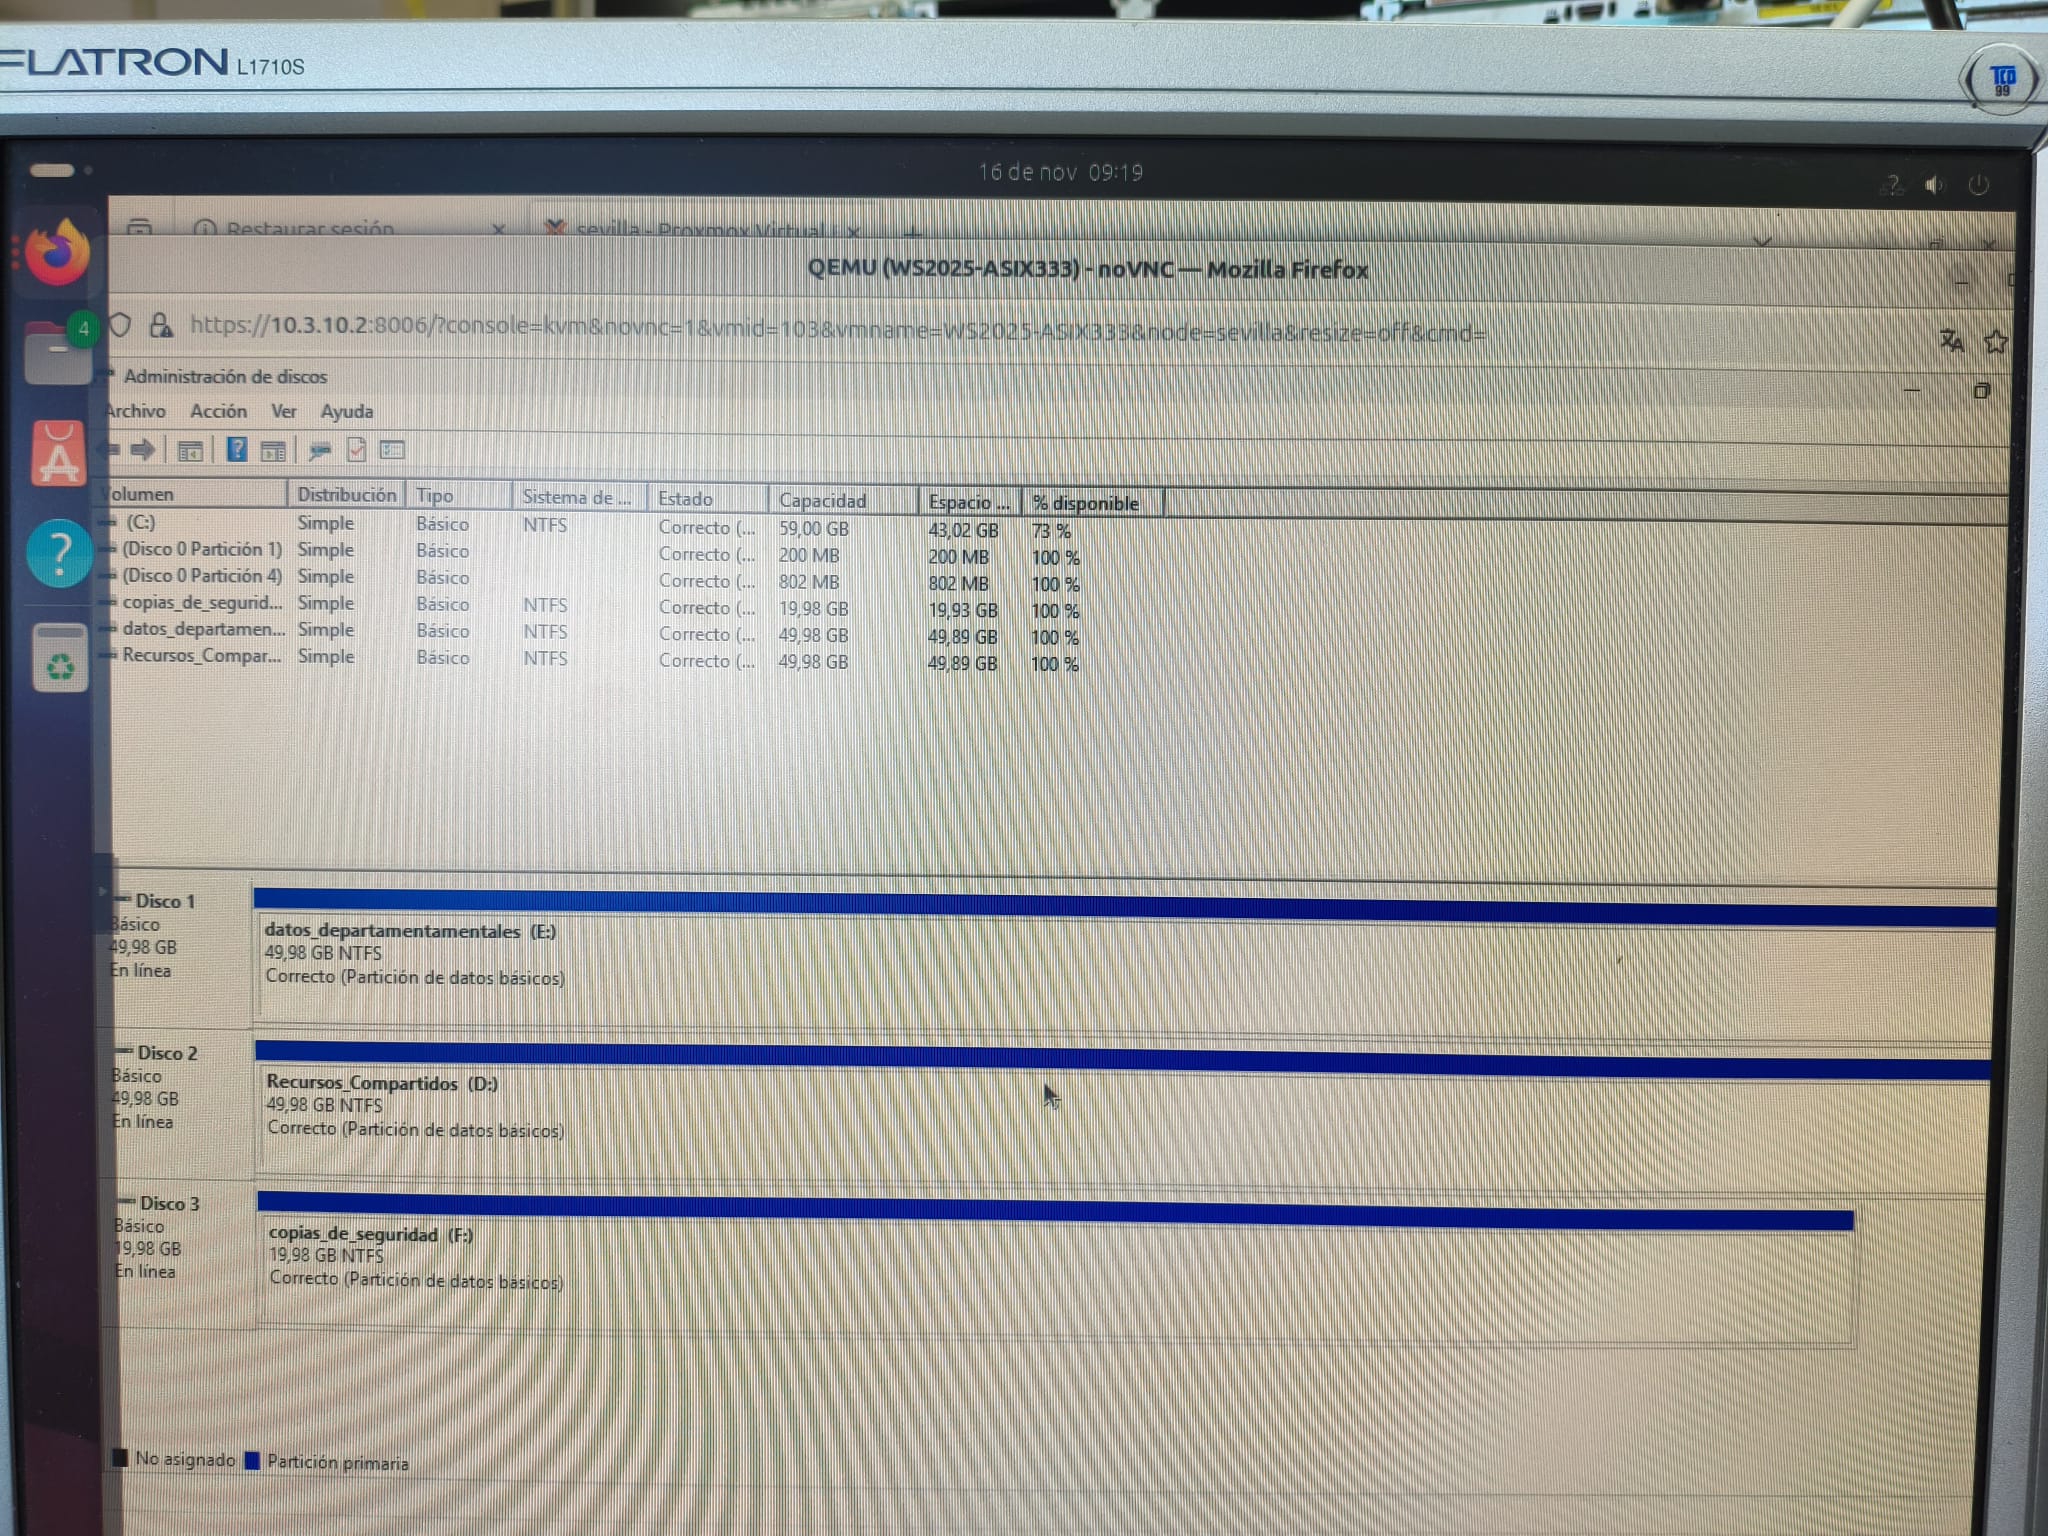 FLATRON L1710S
TCO
99
16 de nov 09:19
Restaurar sesión
sevilla - Proxmox Virtual
QEMU (WS2025-ASIX333) - noVNC — Mozilla Firefox
https://10.3.10.2:8006/?console=kvm&novnc=1&vmid=103&vmname=WS2025-ASIX333&node=sevilla&resize=off&cmd=
4
Administración de discos
Archivo Acción Ver Ayuda
Volumen Distribución Tipo Sistema de ... Estado Capacidad Espacio ... % disponible
(C:) Simple Básico NTFS Correcto (... 59,00 GB 43,02 GB 73 %
(Disco 0 Partición 1) Simple Básico Correcto (... 200 MB 200 MB 100 %
(Disco 0 Partición 4) Simple Básico Correcto (... 802 MB 802 MB 100 %
copias_de_segurid... Simple Básico NTFS Correcto (... 19,98 GB 19,93 GB 100 %
datos_departamen... Simple Básico NTFS Correcto (... 49,98 GB 49,89 GB 100 %
Recursos_Compar... Simple Básico NTFS Correcto (... 49,98 GB 49,89 GB 100 %
Disco 1
Básico
49,98 GB
En línea
datos_departamentamentales (E:)
49,98 GB NTFS
Correcto (Partición de datos básicos)
Disco 2
Básico
49,98 GB
En línea
Recursos_Compartidos (D:)
49,98 GB NTFS
Correcto (Partición de datos básicos)
Disco 3
Básico
19,98 GB
En línea
copias_de_seguridad (F:)
19,98 GB NTFS
Correcto (Partición de datos básicos)
No asignado Partición primaria